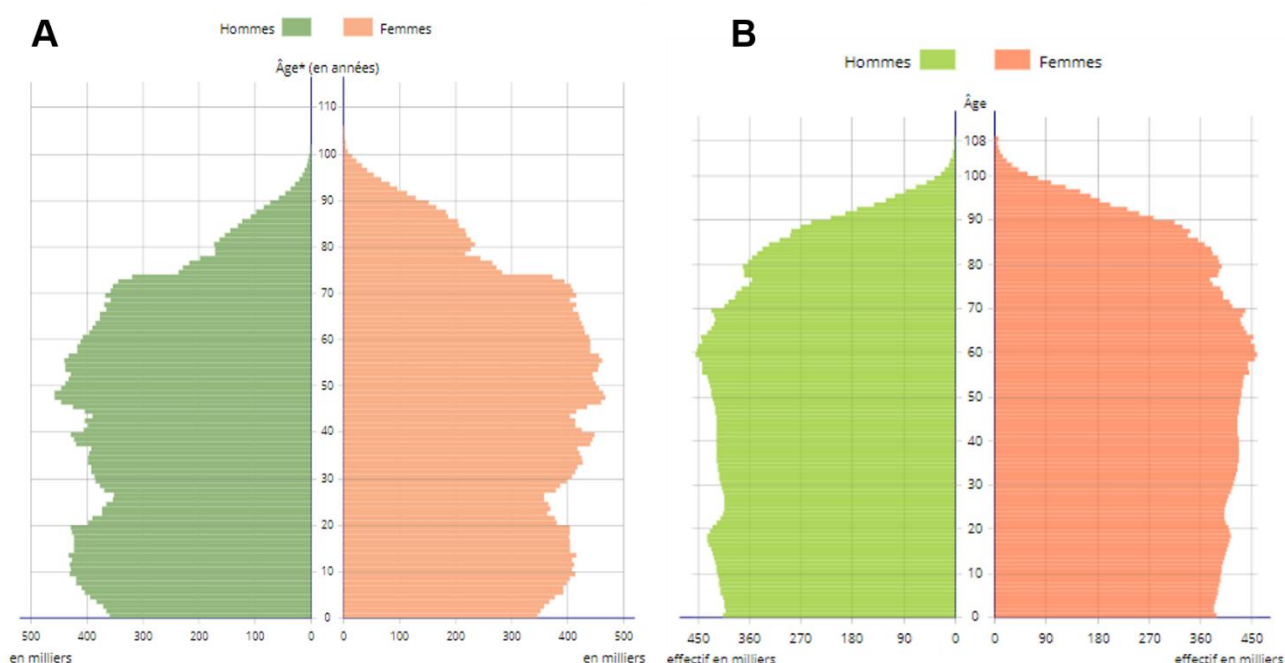 A
Hommes
Femmes
Âge* (en années)
110
100
90
80
70
60
50
40
30
20
10
0
500 400 300 200 100 0
0 100 200 300 400 500
en milliers
en milliers
B
Hommes
Femmes
Âge
108
100
90
80
70
60
50
40
30
20
10
0
450 360 270 180 90 0
0 90 180 270 360 450
effectif en milliers
effectif en milliers